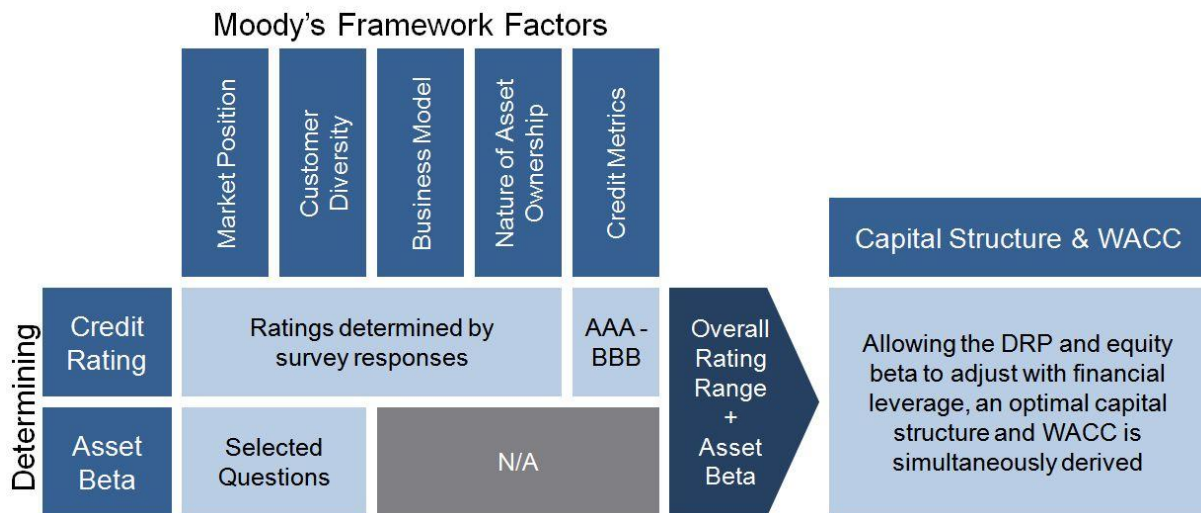 Moody's Framework Factors
Market Position
Customer
Diversity
Business Model
Nature of Asset
Ownership
Credit Metrics
Capital Structure & WACC
Determining
Credit
Rating
Ratings determined by
survey responses
AAA -
BBB
Overall
Rating
Range
+
Asset
Beta
Allowing the DRP and equity
beta to adjust with financial
leverage, an optimal capital
structure and WACC is
simultaneously derived
Asset
Beta
Selected
Questions
N/A